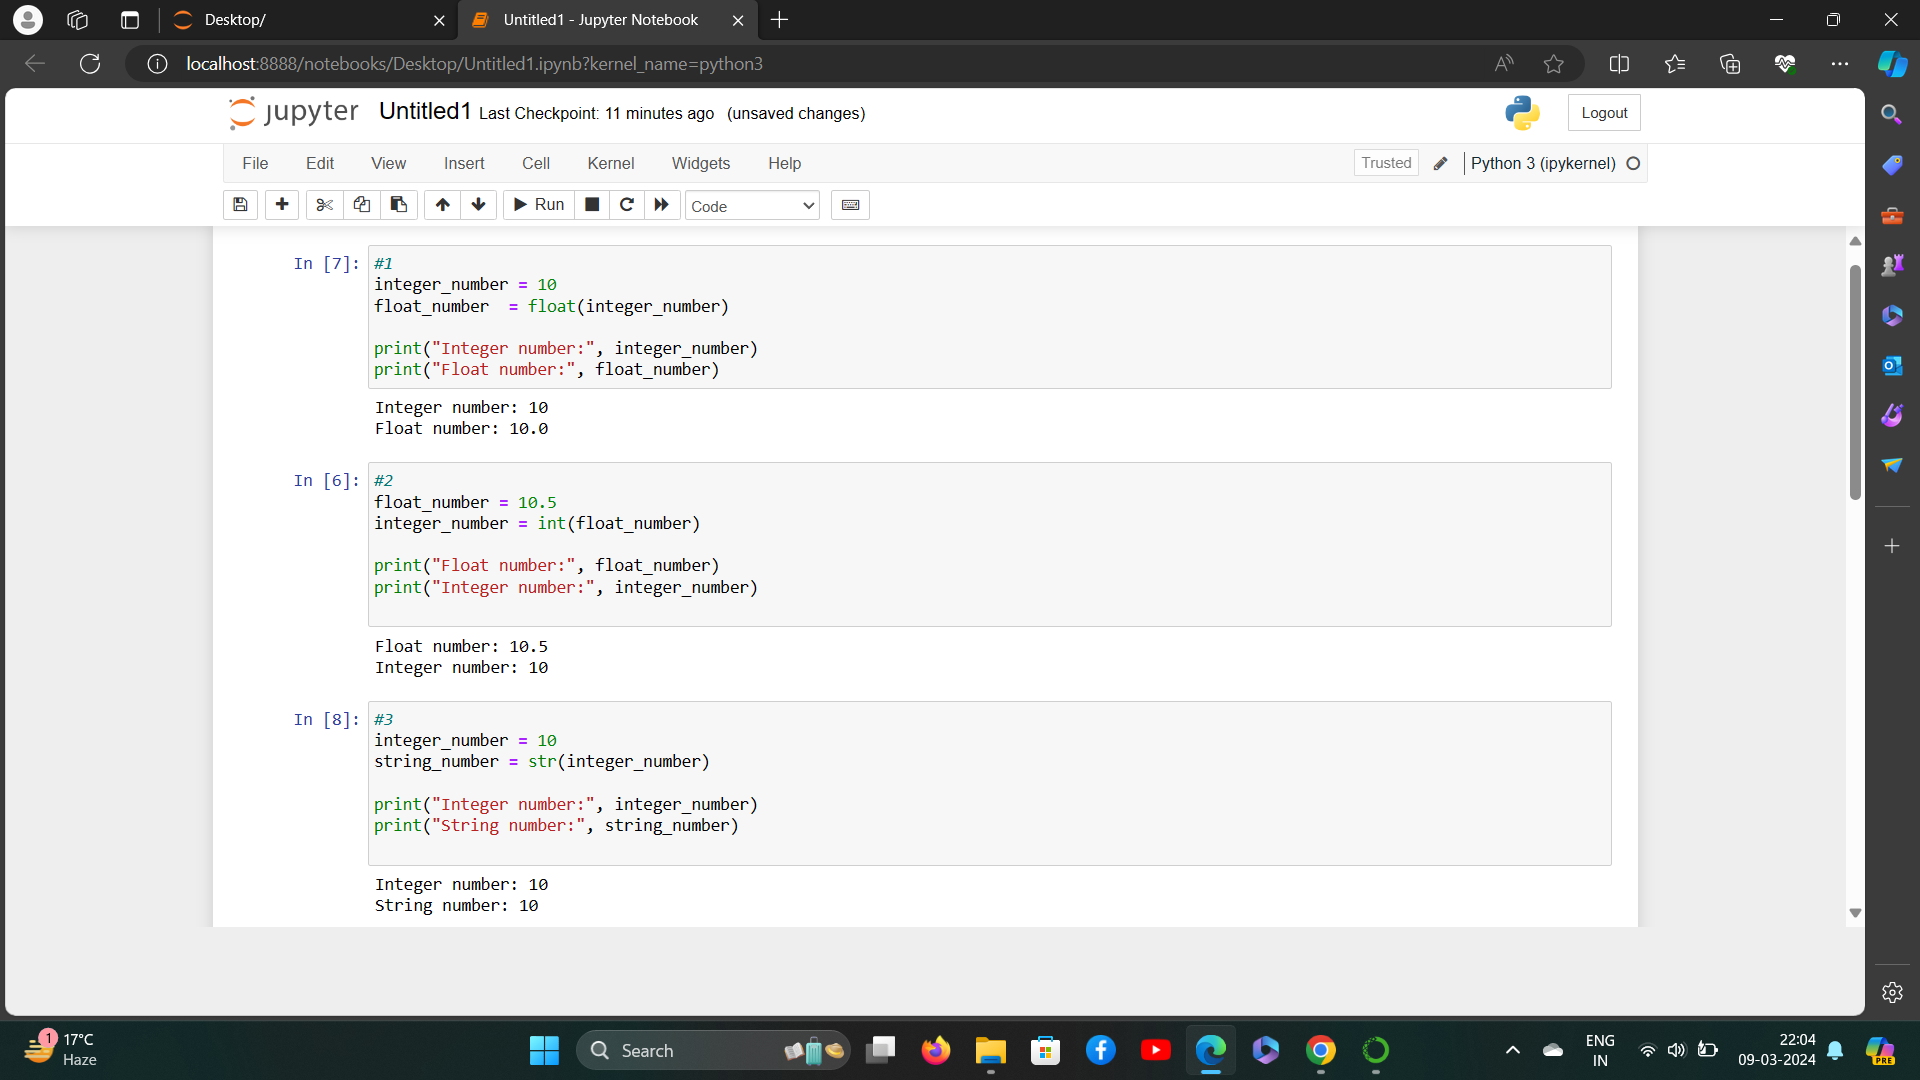 Desktop/
Untitled1 - Jupyter Notebook
localhost:8888/notebooks/Desktop/Untitled1.ipynb?kernel_name=python3
jupyter Untitled1 Last Checkpoint: 11 minutes ago (unsaved changes)
Logout
File Edit View Insert Cell Kernel Widgets Help
Trusted Python 3 (ipykernel)
Run Code
In [7]: #1
integer_number = 10
float_number  = float(integer_number)
print("Integer number:", integer_number)
print("Float number:", float_number)
Integer number: 10
Float number: 10.0
In [6]: #2
float_number = 10.5
integer_number = int(float_number)
print("Float number:", float_number)
print("Integer number:", integer_number)
Float number: 10.5
Integer number: 10
In [8]: #3
integer_number = 10
string_number = str(integer_number)
print("Integer number:", integer_number)
print("String number:", string_number)
Integer number: 10
String number: 10
1
17°C
Haze
Search
ENG
IN
22:04
09-03-2024
PRE